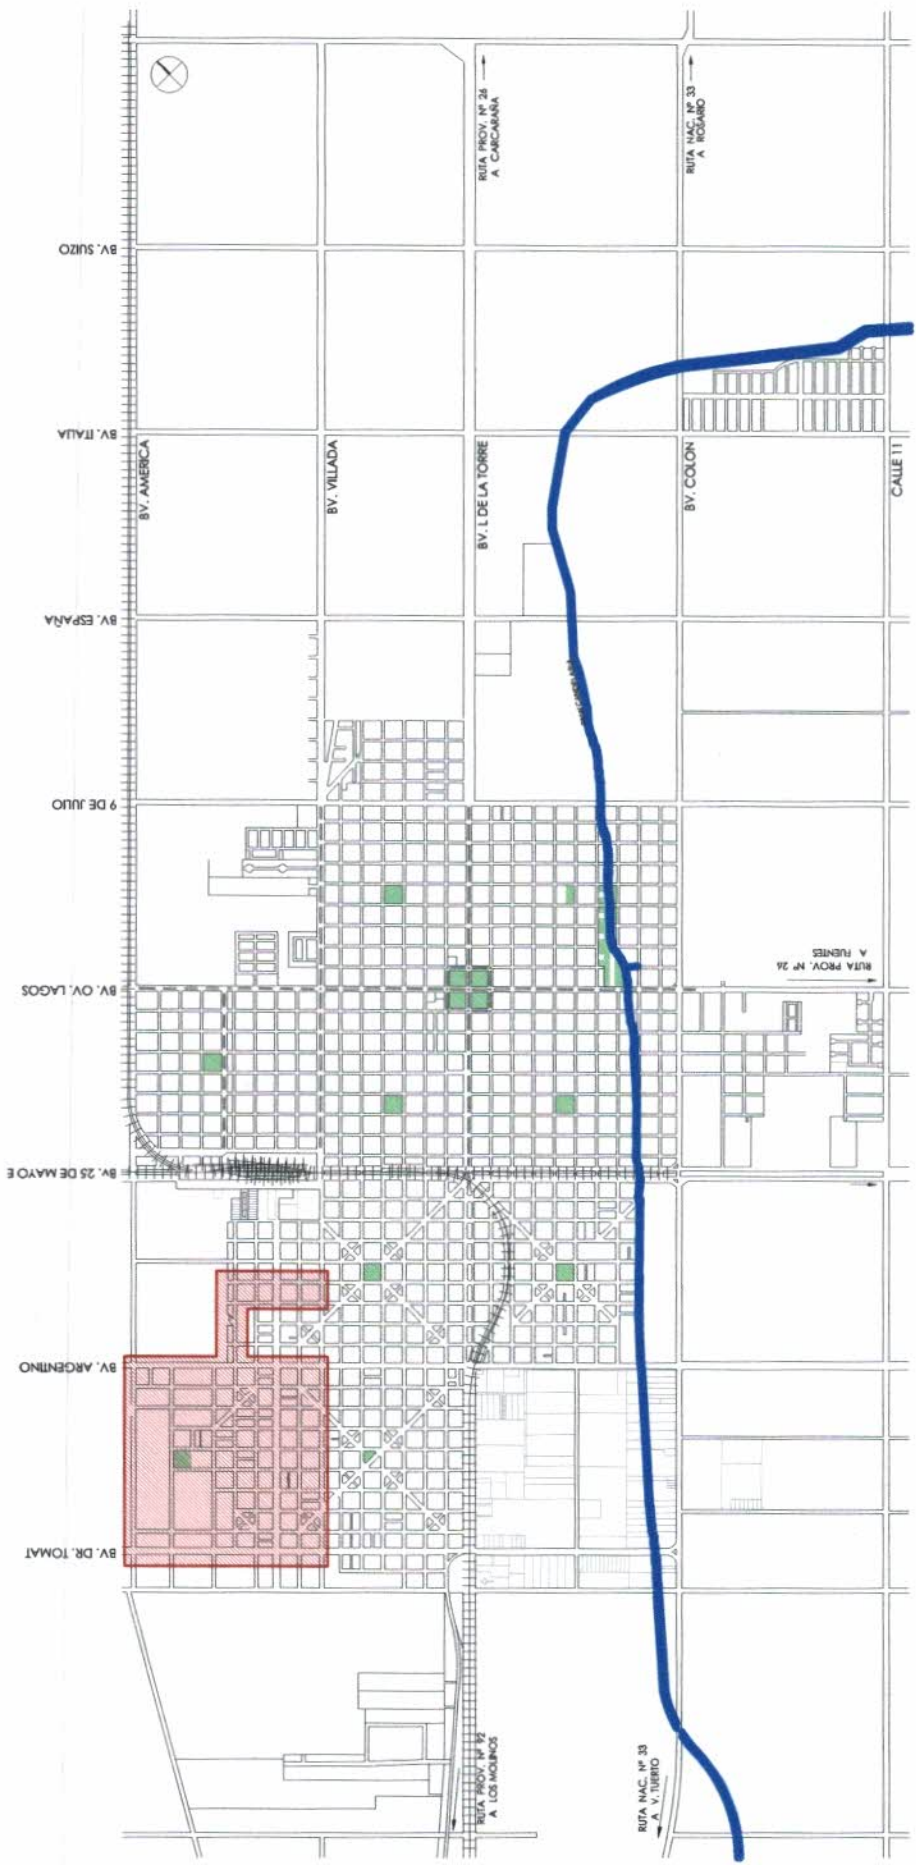 RUTA PROV. Nº 26
A CARCARAÑA
RUTA NAC. Nº 33
A ROSARIO
BV. SUIZO
BV. ITALIA
BV. AMERICA
BV. VILLADA
BV. L DE LA TORRE
BV. COLON
CALLE 11
BV. ESPAÑA
9 DE JULIO
RUTA PROV. Nº 26
A FUENTES
BV. OV. LAGOS
BV. 25 DE MAYO E
BV. ARGENTINO
BV. DR. TOMAT
RUTA PROV. Nº 92
A LOS MOLINOS
RUTA NAC. Nº 33
A V. TUERTO